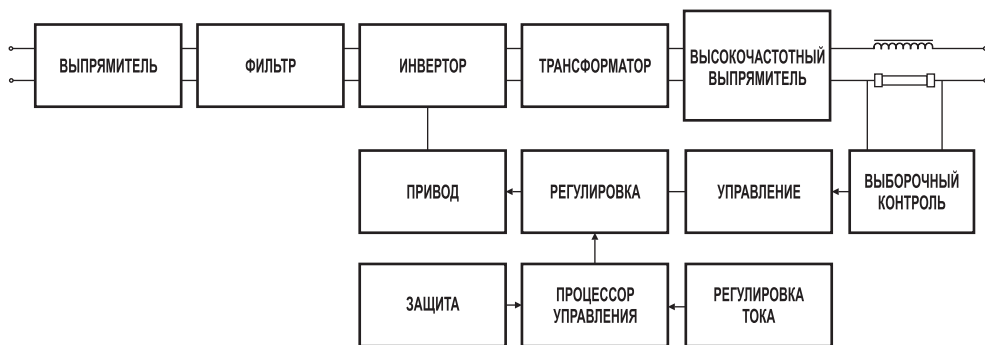 ВЫПРЯМИТЕЛЬ
ФИЛЬТР
ИНВЕРТОР
ТРАНСФОРМАТОР
ВЫСОКОЧАСТОТНЫЙ
ВЫПРЯМИТЕЛЬ
ПРИВОД
РЕГУЛИРОВКА
УПРАВЛЕНИЕ
ВЫБОРОЧНЫЙ
КОНТРОЛЬ
ЗАЩИТА
ПРОЦЕССОР
УПРАВЛЕНИЯ
РЕГУЛИРОВКА
ТОКА